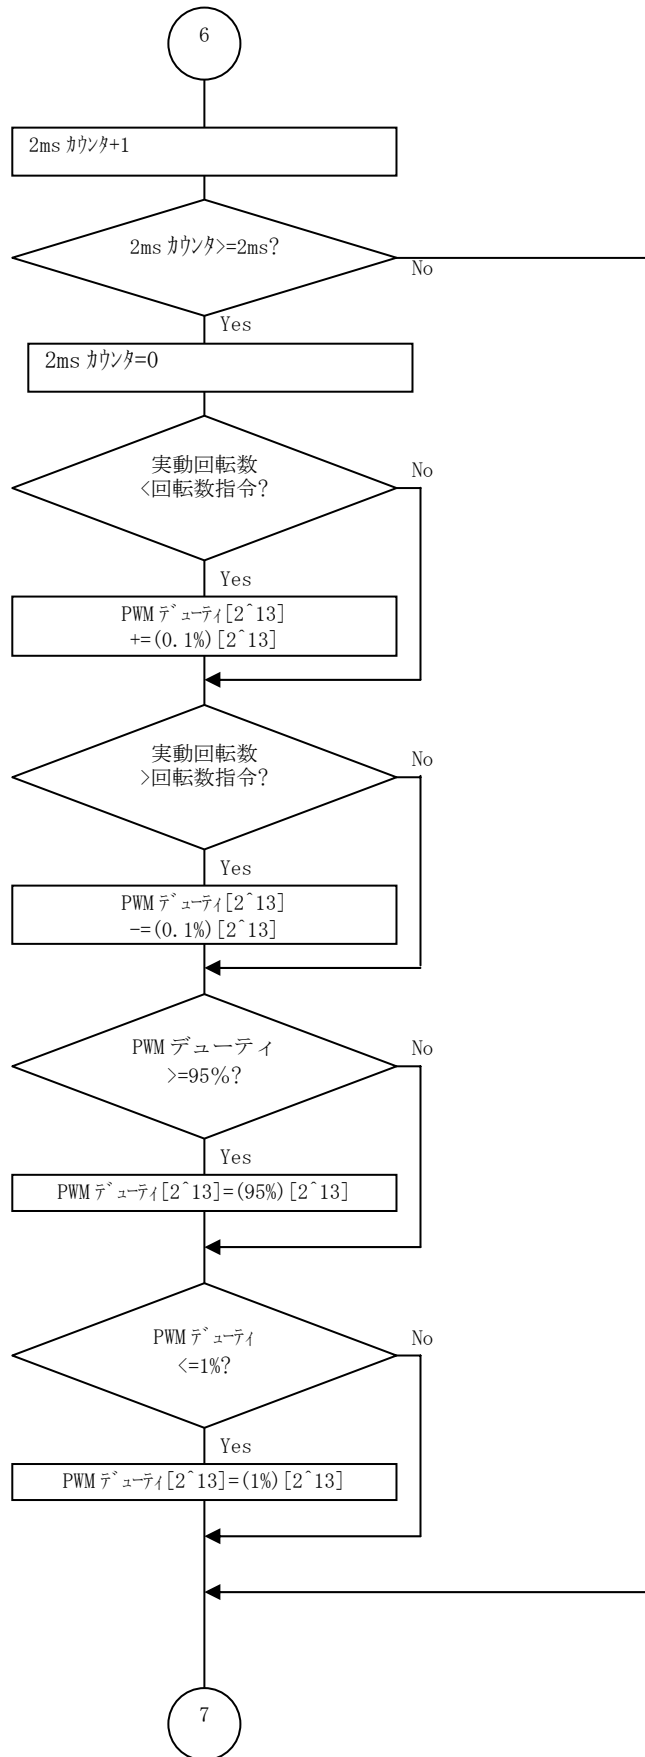 6
2ms ｶｳﾝﾀ+1
2ms ｶｳﾝﾀ>=2ms?
No
Yes
2ms ｶｳﾝﾀ=0
実動回転数
<回転数指令?
No
Yes
PWM ﾃﾞｭｰﾃｨ[2^13]
+=(0.1%)[2^13]
実動回転数
>回転数指令?
No
Yes
PWM ﾃﾞｭｰﾃｨ[2^13]
-=(0.1%)[2^13]
PWM デューティ
>=95%?
No
Yes
PWM ﾃﾞｭｰﾃｨ[2^13]=(95%)[2^13]
PWM ﾃﾞｭｰﾃｨ
<=1%?
No
Yes
PWM ﾃﾞｭｰﾃｨ[2^13]=(1%)[2^13]
7